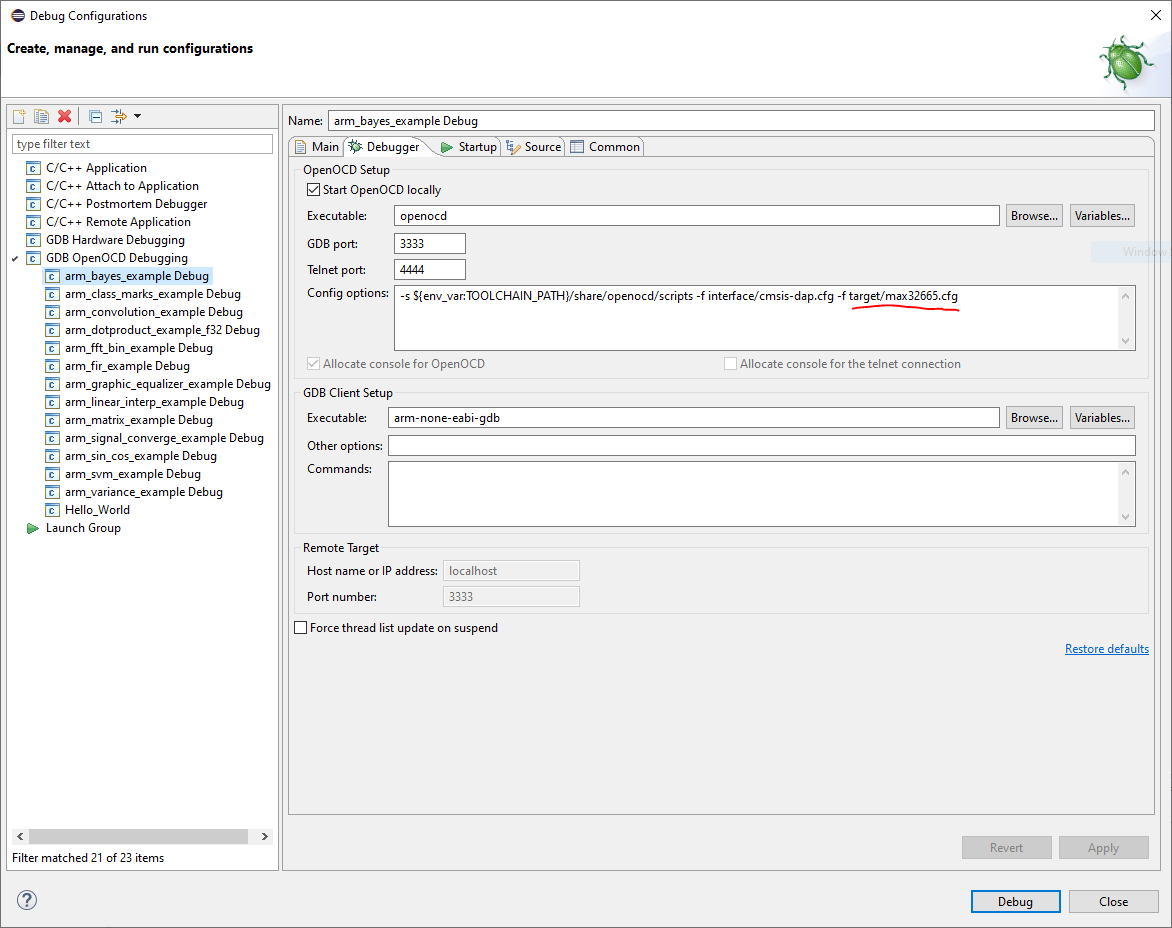 Debug Configurations
Create, manage, and run configurations
type filter text
C/C++ Application
C/C++ Attach to Application
C/C++ Postmortem Debugger
C/C++ Remote Application
GDB Hardware Debugging
GDB OpenOCD Debugging
arm_bayes_example Debug
arm_class_marks_example Debug
arm_convolution_example Debug
arm_dotproduct_example_f32 Debug
arm_fft_bin_example Debug
arm_fir_example Debug
arm_graphic_equalizer_example Debug
arm_linear_interp_example Debug
arm_matrix_example Debug
arm_signal_converge_example Debug
arm_sin_cos_example Debug
arm_svm_example Debug
arm_variance_example Debug
Hello_World
Launch Group
Filter matched 21 of 23 items
Name: arm_bayes_example Debug
Main Debugger Startup Source Common
OpenOCD Setup
Start OpenOCD locally
Executable: openocd Browse... Variables...
GDB port: 3333
Window
Telnet port: 4444
Config options: -s ${env_var:TOOLCHAIN_PATH}/share/openocd/scripts -f interface/cmsis-dap.cfg -f target/max32665.cfg
Allocate console for OpenOCD Allocate console for the telnet connection
GDB Client Setup
Executable: arm-none-eabi-gdb Browse... Variables...
Other options:
Commands:
Remote Target
Host name or IP address: localhost
Port number: 3333
Force thread list update on suspend
Restore defaults
Revert Apply
? Debug Close